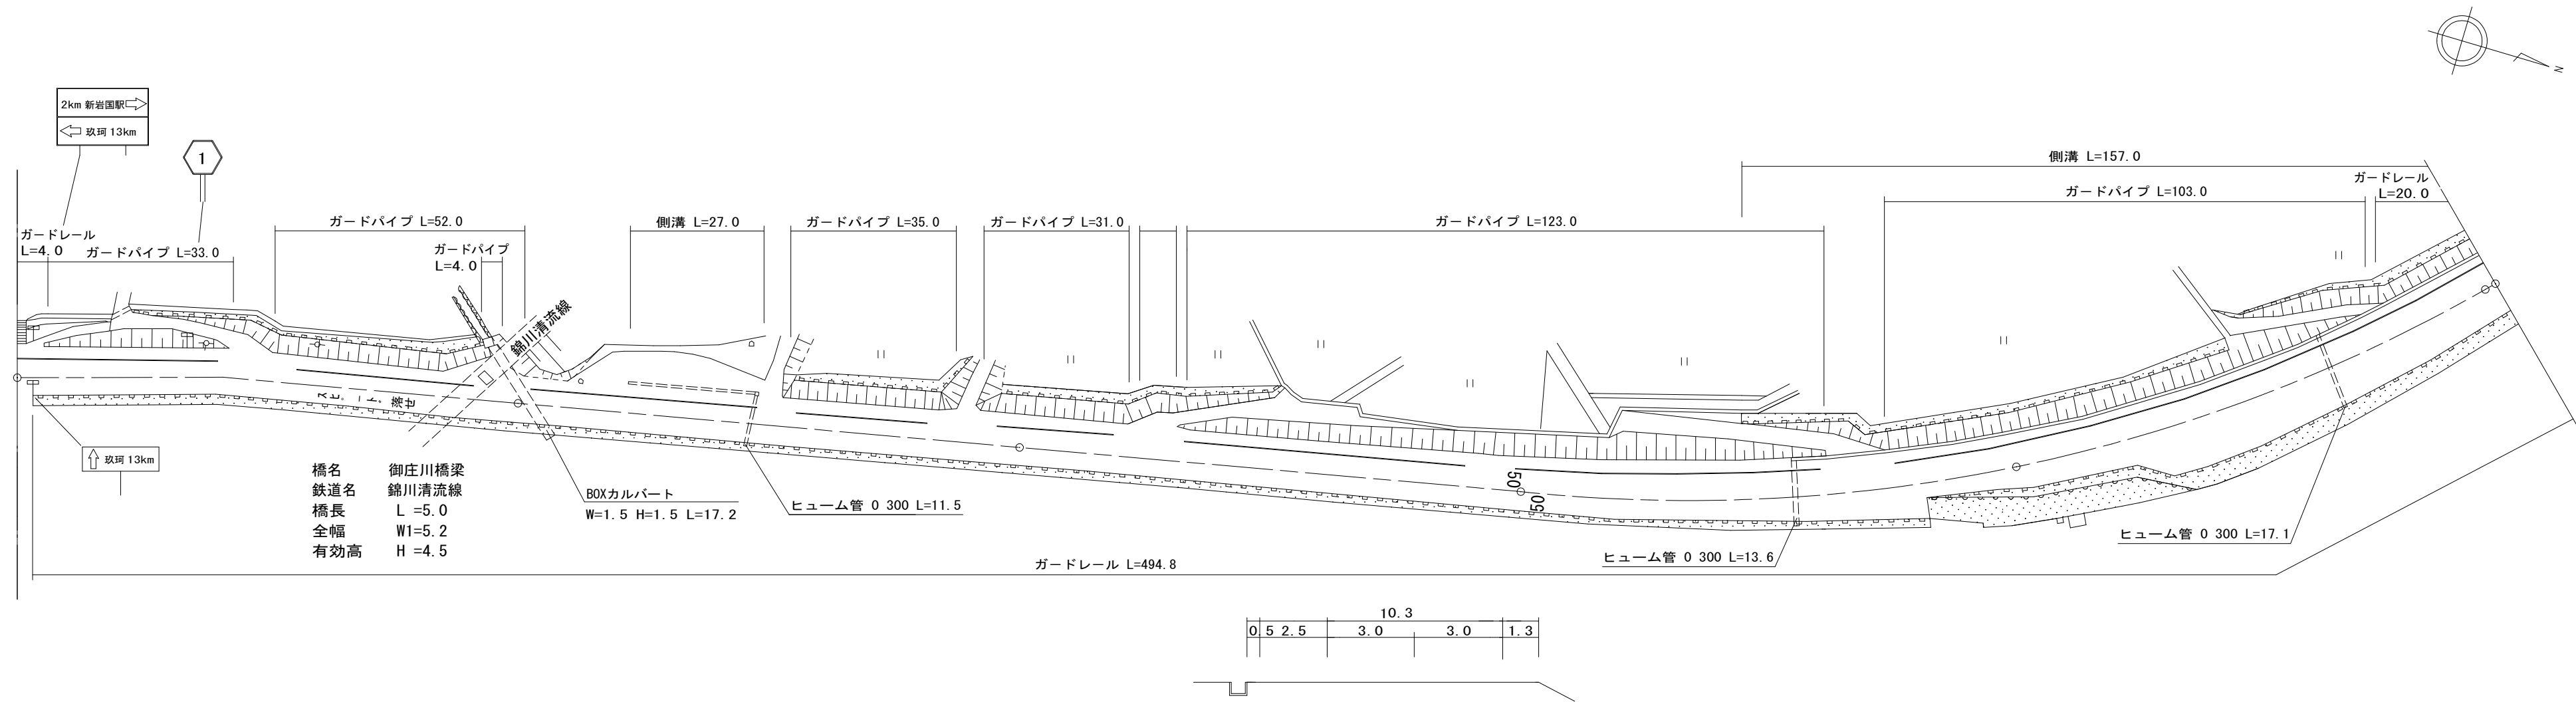 N
2km 新岩国駅
玖珂 13km
1
側溝 L=157.0
ガードレール
L=20.0
ガードパイプ L=103.0
ガードパイプ L=52.0
側溝 L=27.0
ガードパイプ L=35.0
ガードパイプ L=31.0
ガードパイプ L=123.0
ガードレール
L=4.0
ガードパイプ L=33.0
ガードパイプ
L=4.0
錦川清流線
玖珂 13km
橋名 御庄川橋梁
鉄道名 錦川清流線
橋長 L =5.0
全幅 W1=5.2
有効高 H =4.5
BOXカルバート
W=1.5 H=1.5 L=17.2
ヒューム管 0 300 L=11.5
50
50
ヒューム管 0 300 L=13.6
ヒューム管 0 300 L=17.1
ガードレール L=494.8
10.3
0.5 2.5 3.0 3.0 1.3